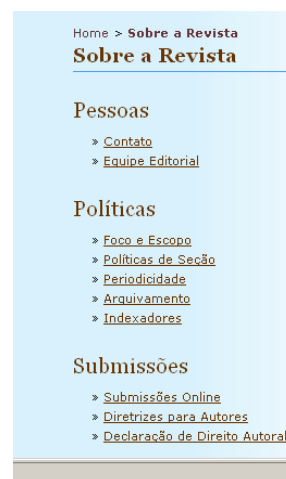 Home > Sobre a Revista
Sobre a Revista
Pessoas
» Contato
» Equipe Editorial
Políticas
» Foco e Escopo
» Políticas de Seção
» Periodicidade
» Arquivamento
» Indexadores
Submissões
» Submissões Online
» Diretrizes para Autores
» Declaração de Direito Autoral